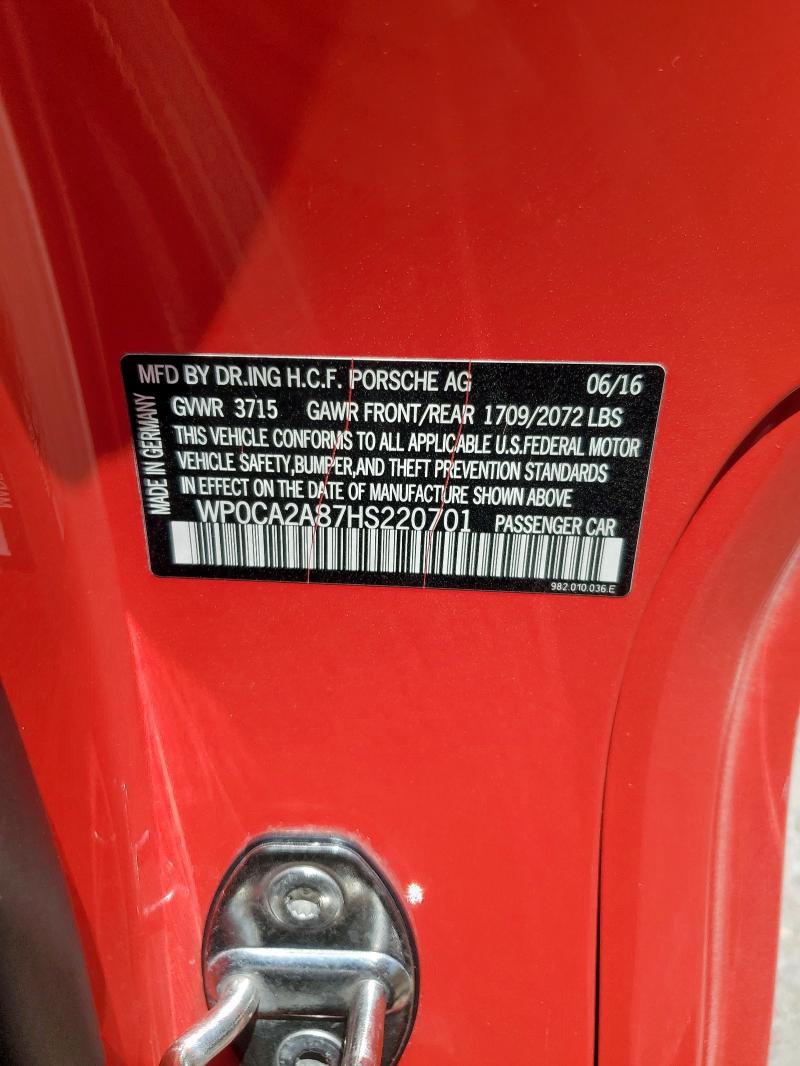 MFD BY DR.ING H.C.F. PORSCHE AG 06/16
GVWR 3715 GAWR FRONT/REAR 1709/2072 LBS
THIS VEHICLE CONFORMS TO ALL APPLICABLE U.S.FEDERAL MOTOR
VEHICLE SAFETY,BUMPER,AND THEFT PREVENTION STANDARDS
IN EFFECT ON THE DATE OF MANUFACTURE SHOWN ABOVE
WP0CA2A87HS220701 PASSENGER CAR
982.010.036.E
MADE IN GERMANY